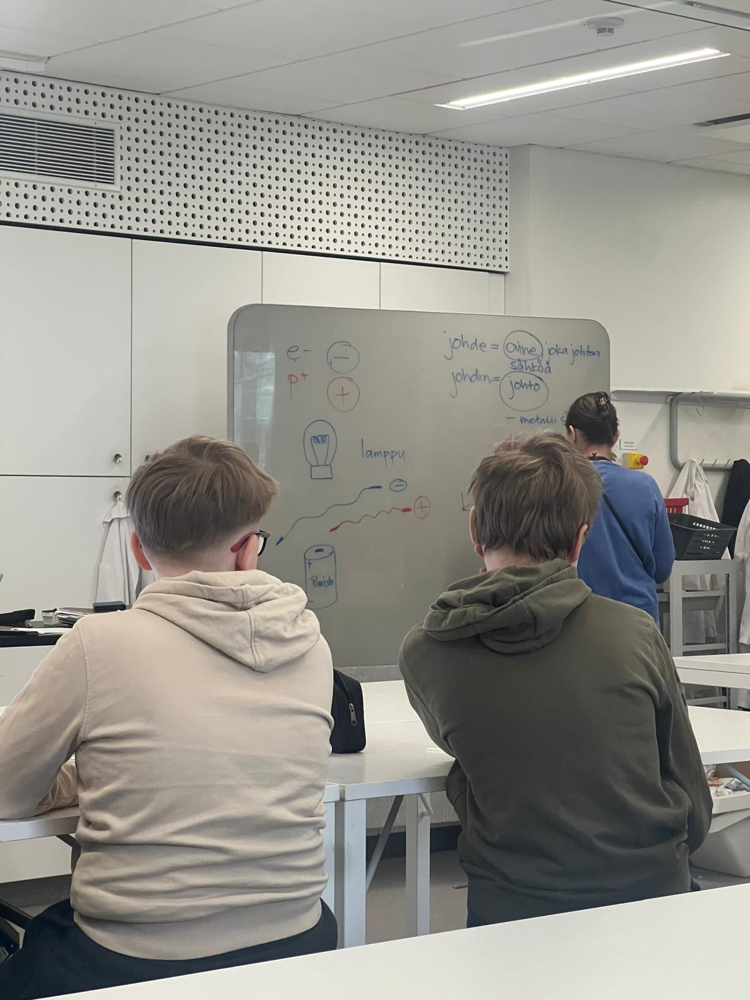 e- −
p+ +
lamppu
−
+
+
Paristo
−
johde = aine, joka johtaa
sähköä
johdin = johto
- metalli